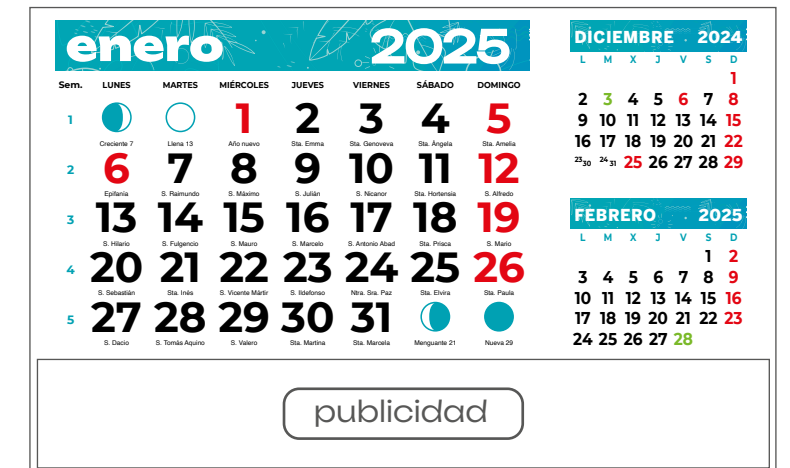 enero 2025
Sem. LUNES MARTES MIÉRCOLES JUEVES VIERNES SÁBADO DOMINGO
1 1 2 3 4 5
Creciente 7 Llena 13 Año nuevo Sta. Emma Sta. Genoveva Sta. Ángela Sta. Amelia
2 6 7 8 9 10 11 12
Epifanía S. Raimundo S. Máximo S. Julián S. Nicanor Sta. Hortensia S. Alfredo
3 13 14 15 16 17 18 19
S. Hilario S. Fulgencio S. Mauro S. Marcelo S. Antonio Abad Sta. Prisca S. Mario
4 20 21 22 23 24 25 26
S. Sebastián Sta. Inés S. Vicente Mártir S. Ildefonso Ntra. Sra. Paz Sta. Elvira Sta. Paula
5 27 28 29 30 31
S. Dacio S. Tomás Aquino S. Valero Sta. Martina Sta. Marcela Menguante 21 Nueva 29
DICIEMBRE 2024
L M X J V S D
1
2 3 4 5 6 7 8
9 10 11 12 13 14 15
16 17 18 19 20 21 22
23 30 24 31 25 26 27 28 29
FEBRERO 2025
L M X J V S D
1 2
3 4 5 6 7 8 9
10 11 12 13 14 15 16
17 18 19 20 21 22 23
24 25 26 27 28
publicidad